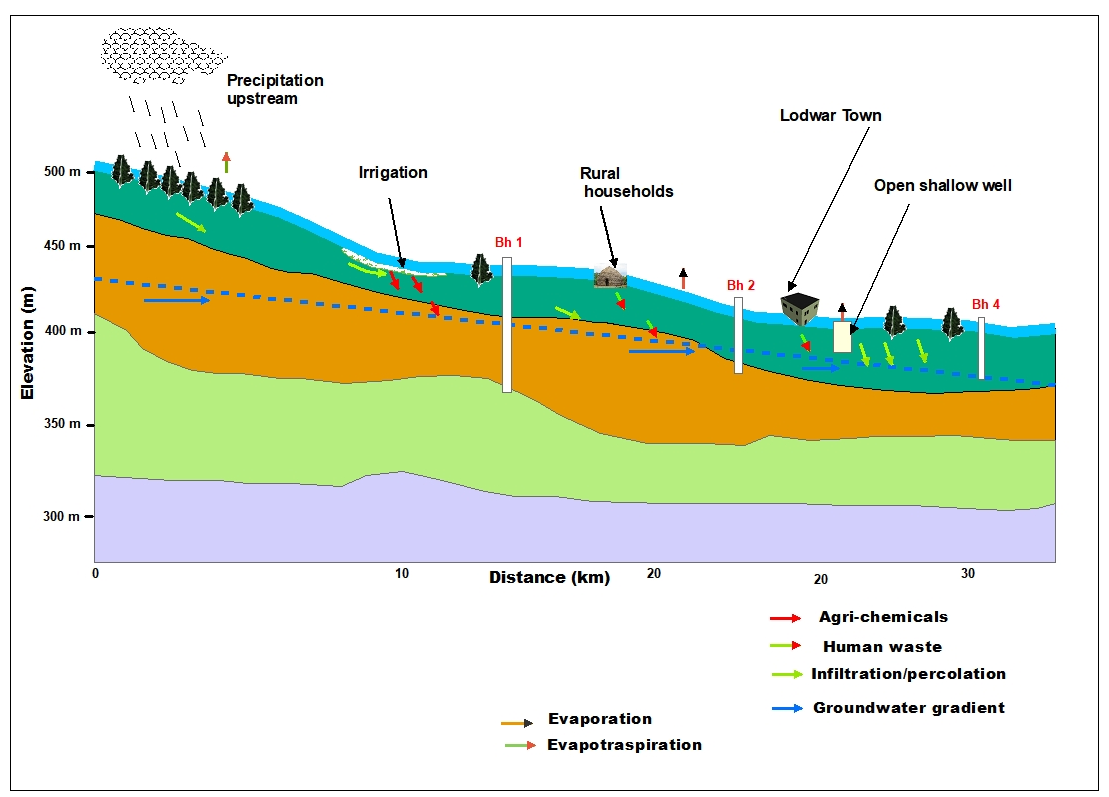 Precipitation
upstream
Lodwar Town
500 m
Irrigation
Rural
households
Open shallow well
450 m
Bh 1
Bh 2
Bh 4
400 m
Elevation (m)
350 m
300 m
0
10
Distance (km)
20
20
30
Agri-chemicals
Human waste
Infiltration/percolation
Groundwater gradient
Evaporation
Evapotraspiration